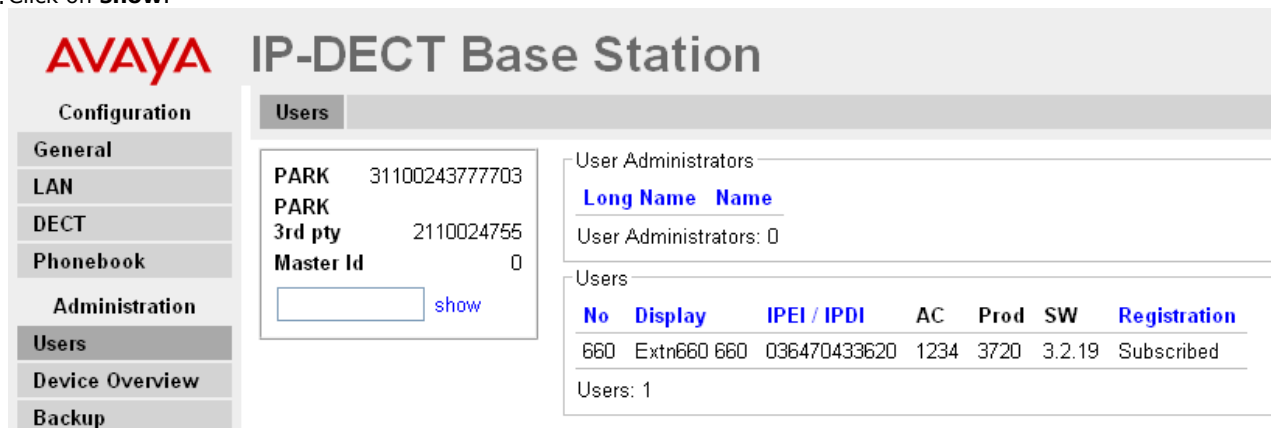 . Click on Show.
AVAYA IP-DECT Base Station
Configuration
General
LAN
DECT
Phonebook
Administration
Users
Device Overview
Backup
Users
PARK 31100243777703
PARK
3rd pty 2110024755
Master Id 0
show
User Administrators
Long Name Name
User Administrators: 0
Users
No Display IPEI / IPDI AC Prod SW Registration
660 Extn660 660 036470433620 1234 3720 3.2.19 Subscribed
Users: 1